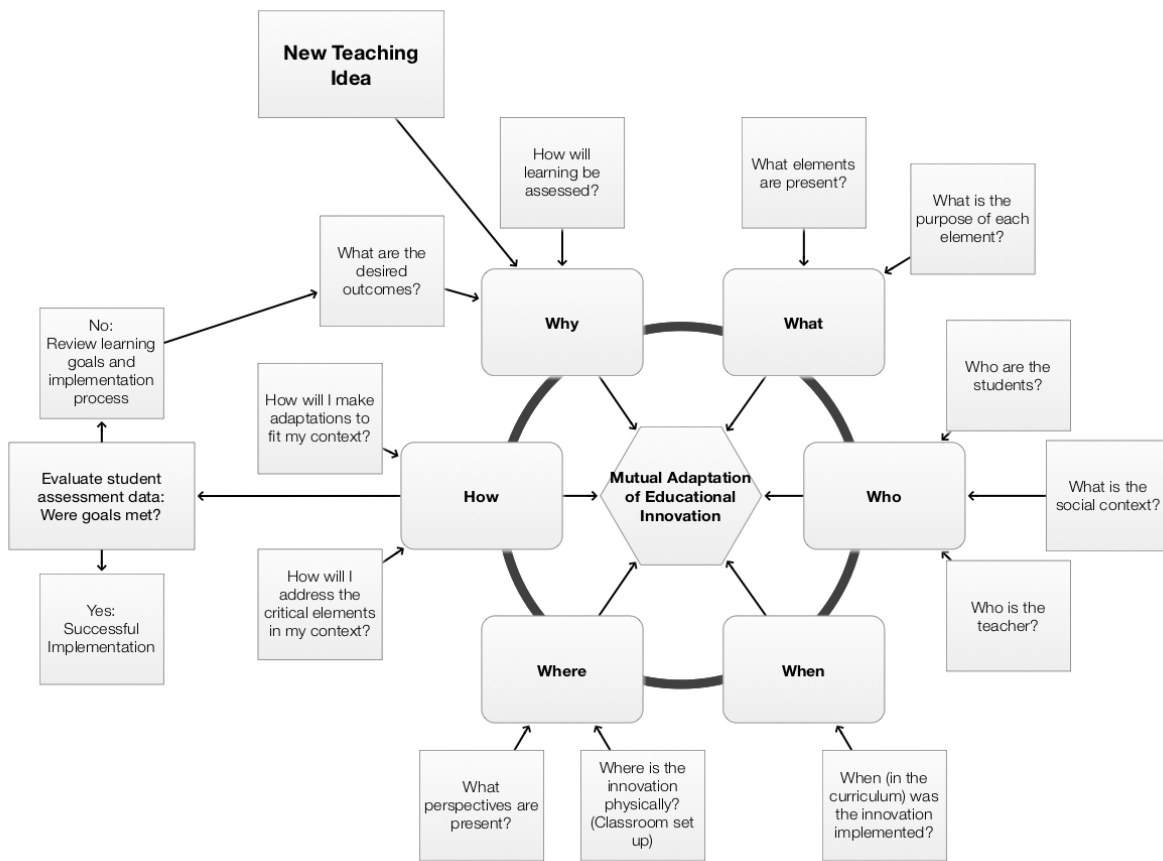 New Teaching
Idea
How will
learning be
assessed?
What elements
are present?
What is the
purpose of each
element?
What are the
desired
outcomes?
Why
What
No:
Review learning
goals and
implementation
process
Who are the
students?
How will I make
adaptations to
fit my context?
Evaluate student
assessment data:
Were goals met?
How
Mutual Adaptation
of Educational
Innovation
Who
What is the
social context?
How will I
address the
critical elements
in my context?
Yes:
Successful
Implementation
Who is the
teacher?
Where
When
What
perspectives are
present?
Where is the
innovation
physically?
(Classroom set
up)
When (in the
curriculum) was
the innovation
implemented?